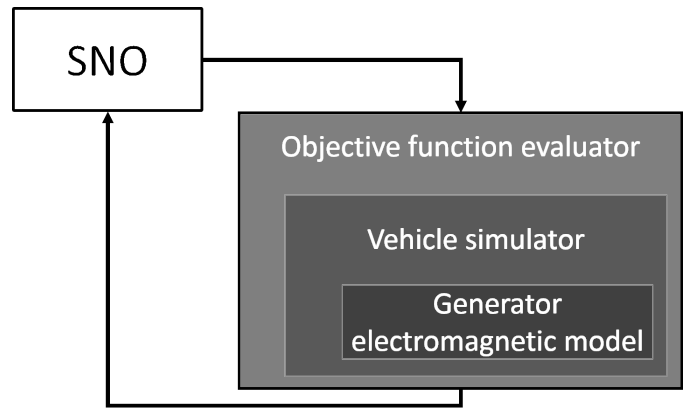 SNO
Objective function evaluator
Vehicle simulator
Generator
electromagnetic model